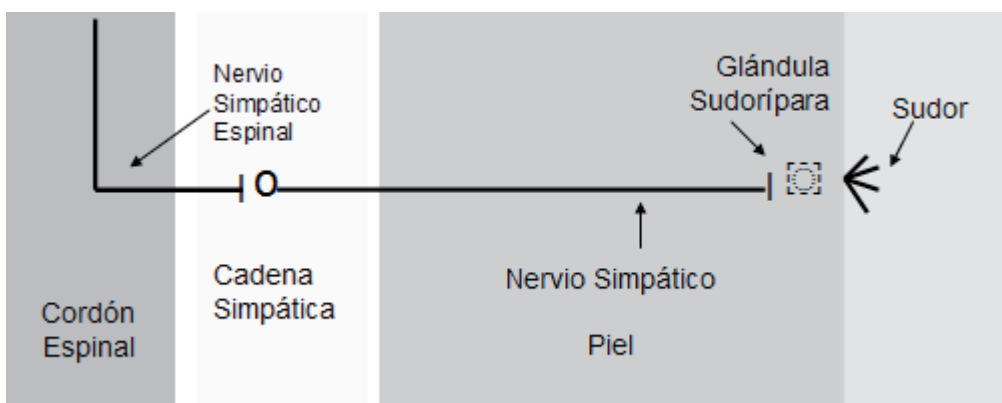 Nervio
Simpático
Espinal
Glándula
Sudorípara
Sudor
Cadena
Simpática
Nervio Simpático
Cordón
Espinal
Piel